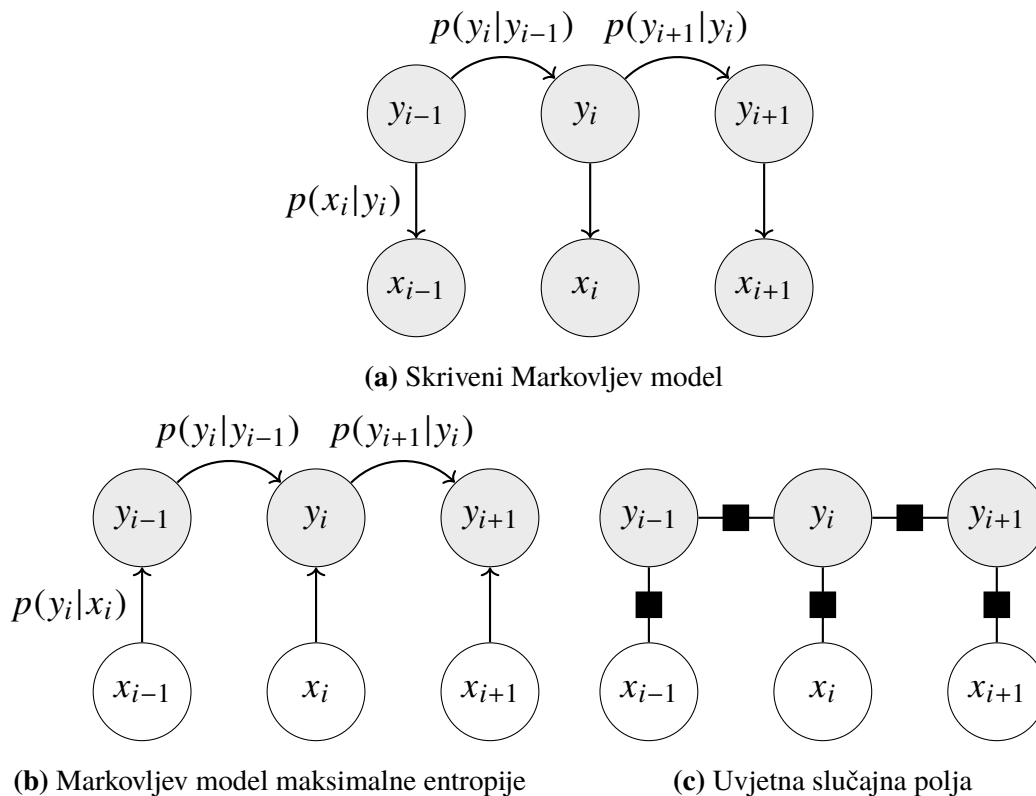 p(y_{i−1}|y_{i−1}) p(y_{i+1}|y_i)
y_{i−1} y_i y_{i+1}
p(x_i|y_i)
x_{i−1} x_i x_{i+1}
(a) Skriveni Markovljev model
p(y_i|y_{i−1}) p(y_{i+1}|y_i)
y_{i−1} y_i y_{i+1} y_{i−1} y_i y_{i+1}
p(y_i|x_i)
x_{i−1} x_i x_{i+1} x_{i−1} x_i x_{i+1}
(b) Markovljev model maksimalne entropije (c) Uvjetna slučajna polja